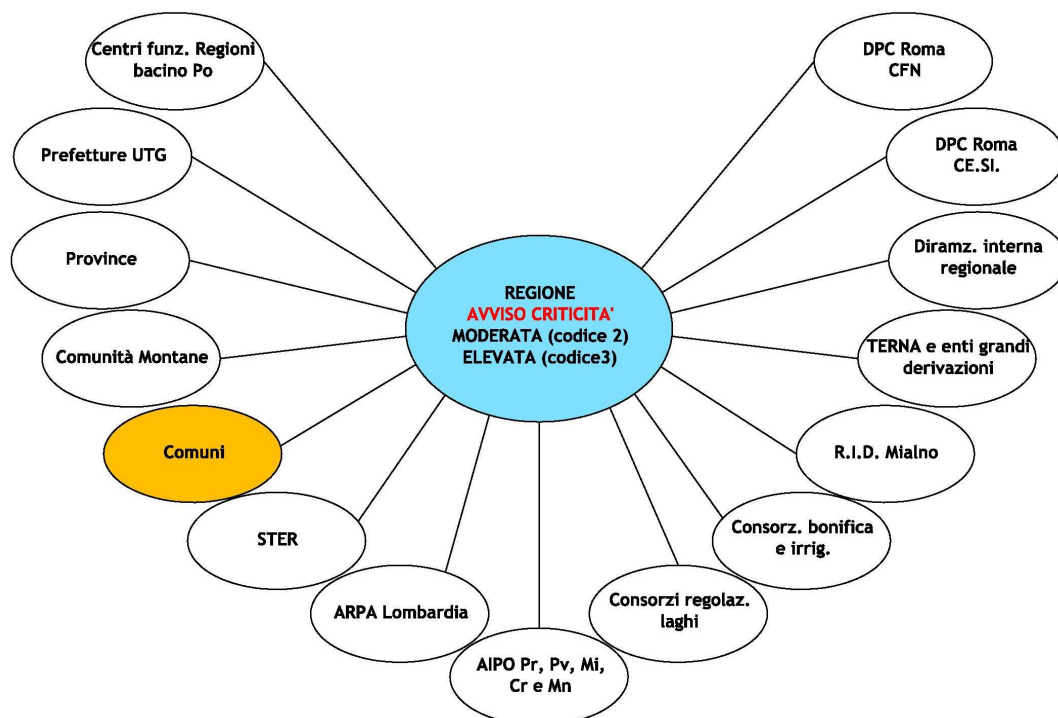 Centri funz. Regioni
bacino Po
DPC Roma
CFN
Prefetture UTG
DPC Roma
CE.SI.
Province
Diramz. interna
regionale
REGIONE
AVVISO CRITICITA'
MODERATA (codice 2)
ELEVATA (codice3)
Comunità Montane
TERNA e enti grandi
derivazioni
Comuni
R.I.D. Mialno
STER
Consorz. bonifica
e irrig.
ARPA Lombardia
Consorzi regolaz.
laghi
AIPO Pr, Pv, Mi,
Cr e Mn